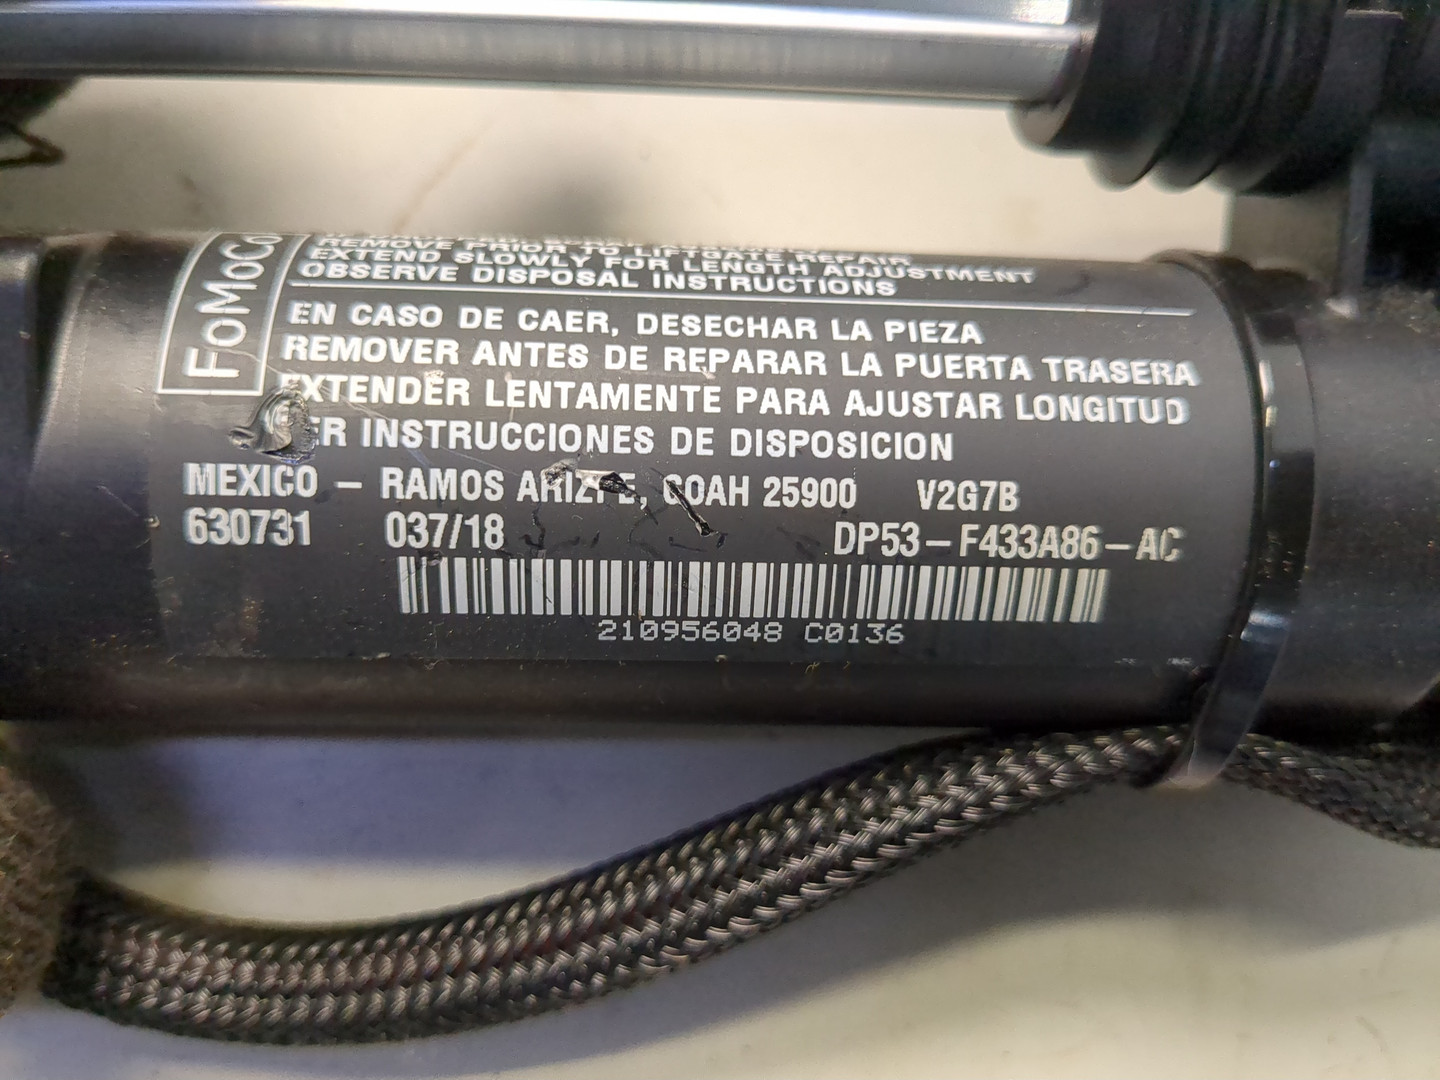 FoMoCo
REMOVE PRIOR TO LIFTGATE REPAIR
EXTEND SLOWLY FOR LENGTH ADJUSTMENT
OBSERVE DISPOSAL INSTRUCTIONS
EN CASO DE CAER, DESECHAR LA PIEZA
REMOVER ANTES DE REPARAR LA PUERTA TRASERA
EXTENDER LENTAMENTE PARA AJUSTAR LONGITUD
ER INSTRUCCIONES DE DISPOSICION
MEXICO - RAMOS ARIZPE, COAH 25900 V2G7B
630731 037/18 DP53-F433A86-AC
210956048 C0136